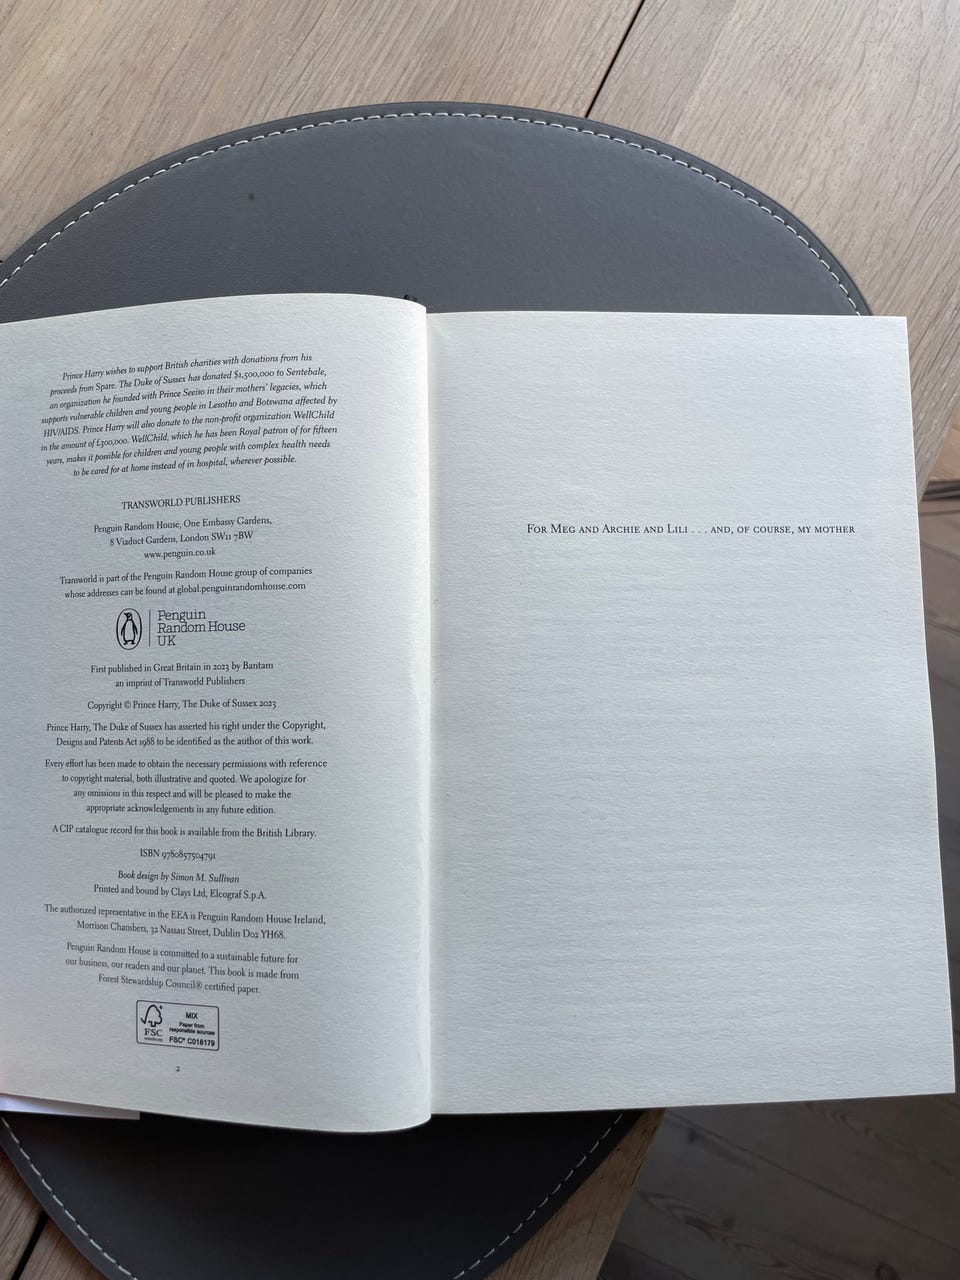 Prince Harry wishes to support British charities with donations from his
proceeds from Spare. The Duke of Sussex has donated $1,500,000 to Sentebale,
an organization he founded with Prince Seeiso in their mothers' legacies, which
supports vulnerable children and young people in Lesotho and Botswana affected by
HIV/AIDS. Prince Harry will also donate to the non-profit organization WellChild
in the amount of £300,000. WellChild, which he has been Royal patron of for fifteen
years, makes it possible for children and young people with complex health needs
to be cared for at home instead of in hospital, wherever possible.
TRANSWORLD PUBLISHERS
Penguin Random House, One Embassy Gardens,
8 Viaduct Gardens, London SW11 7BW
www.penguin.co.uk
Transworld is part of the Penguin Random House group of companies
whose addresses can be found at global.penguinrandomhouse.com
Penguin
Random House
UK
First published in Great Britain in 2023 by Bantam
an imprint of Transworld Publishers
Copyright © Prince Harry, The Duke of Sussex 2023
Prince Harry, The Duke of Sussex has asserted his right under the Copyright,
Designs and Patents Act 1988 to be identified as the author of this work.
Every effort has been made to obtain the necessary permissions with reference
to copyright material, both illustrative and quoted. We apologize for
any omissions in this respect and will be pleased to make the
appropriate acknowledgements in any future edition.
A CIP catalogue record for this book is available from the British Library.
ISBN 9780857504791
Book design by Simon M. Sullivan
Printed and bound by Clays Ltd, Elcograf S.p.A.
The authorized representative in the EEA is Penguin Random House Ireland,
Morrison Chambers, 32 Nassau Street, Dublin D02 YH68.
Penguin Random House is committed to a sustainable future for
our business, our readers and our planet. This book is made from
Forest Stewardship Council® certified paper.
FSC
MIX
Paper from
responsible sources
FSC® C018179
2
For Meg and Archie and Lili . . . and, of course, my mother